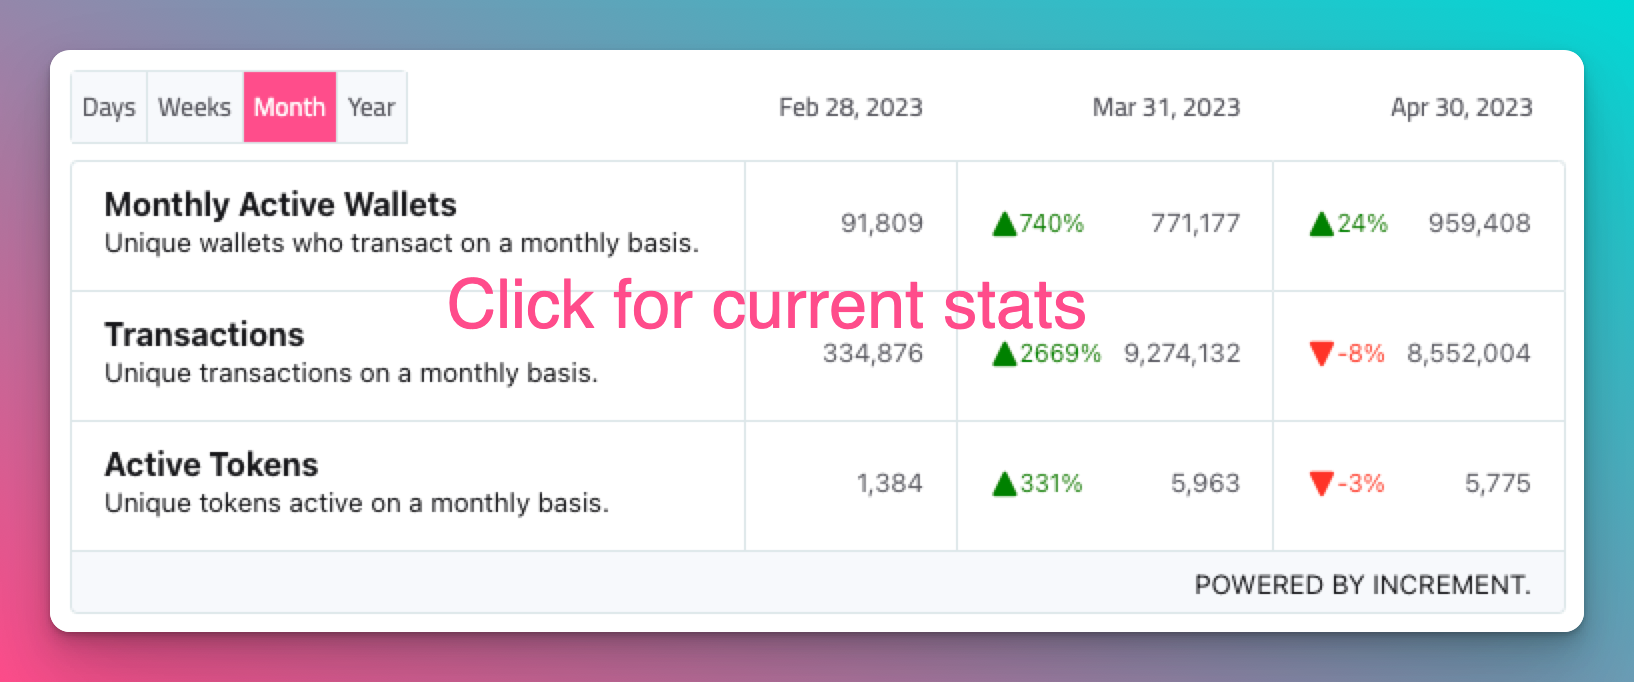 Days Weeks Month Year Feb 28, 2023 Mar 31, 2023 Apr 30, 2023
Monthly Active Wallets
Unique wallets who transact on a monthly basis.
91,809 ▲740% 771,177 ▲24% 959,408
Click for current stats
Transactions
Unique transactions on a monthly basis.
334,876 ▲2669% 9,274,132 ▼-8% 8,552,004
Active Tokens
Unique tokens active on a monthly basis.
1,384 ▲331% 5,963 ▼-3% 5,775
POWERED BY INCREMENT.